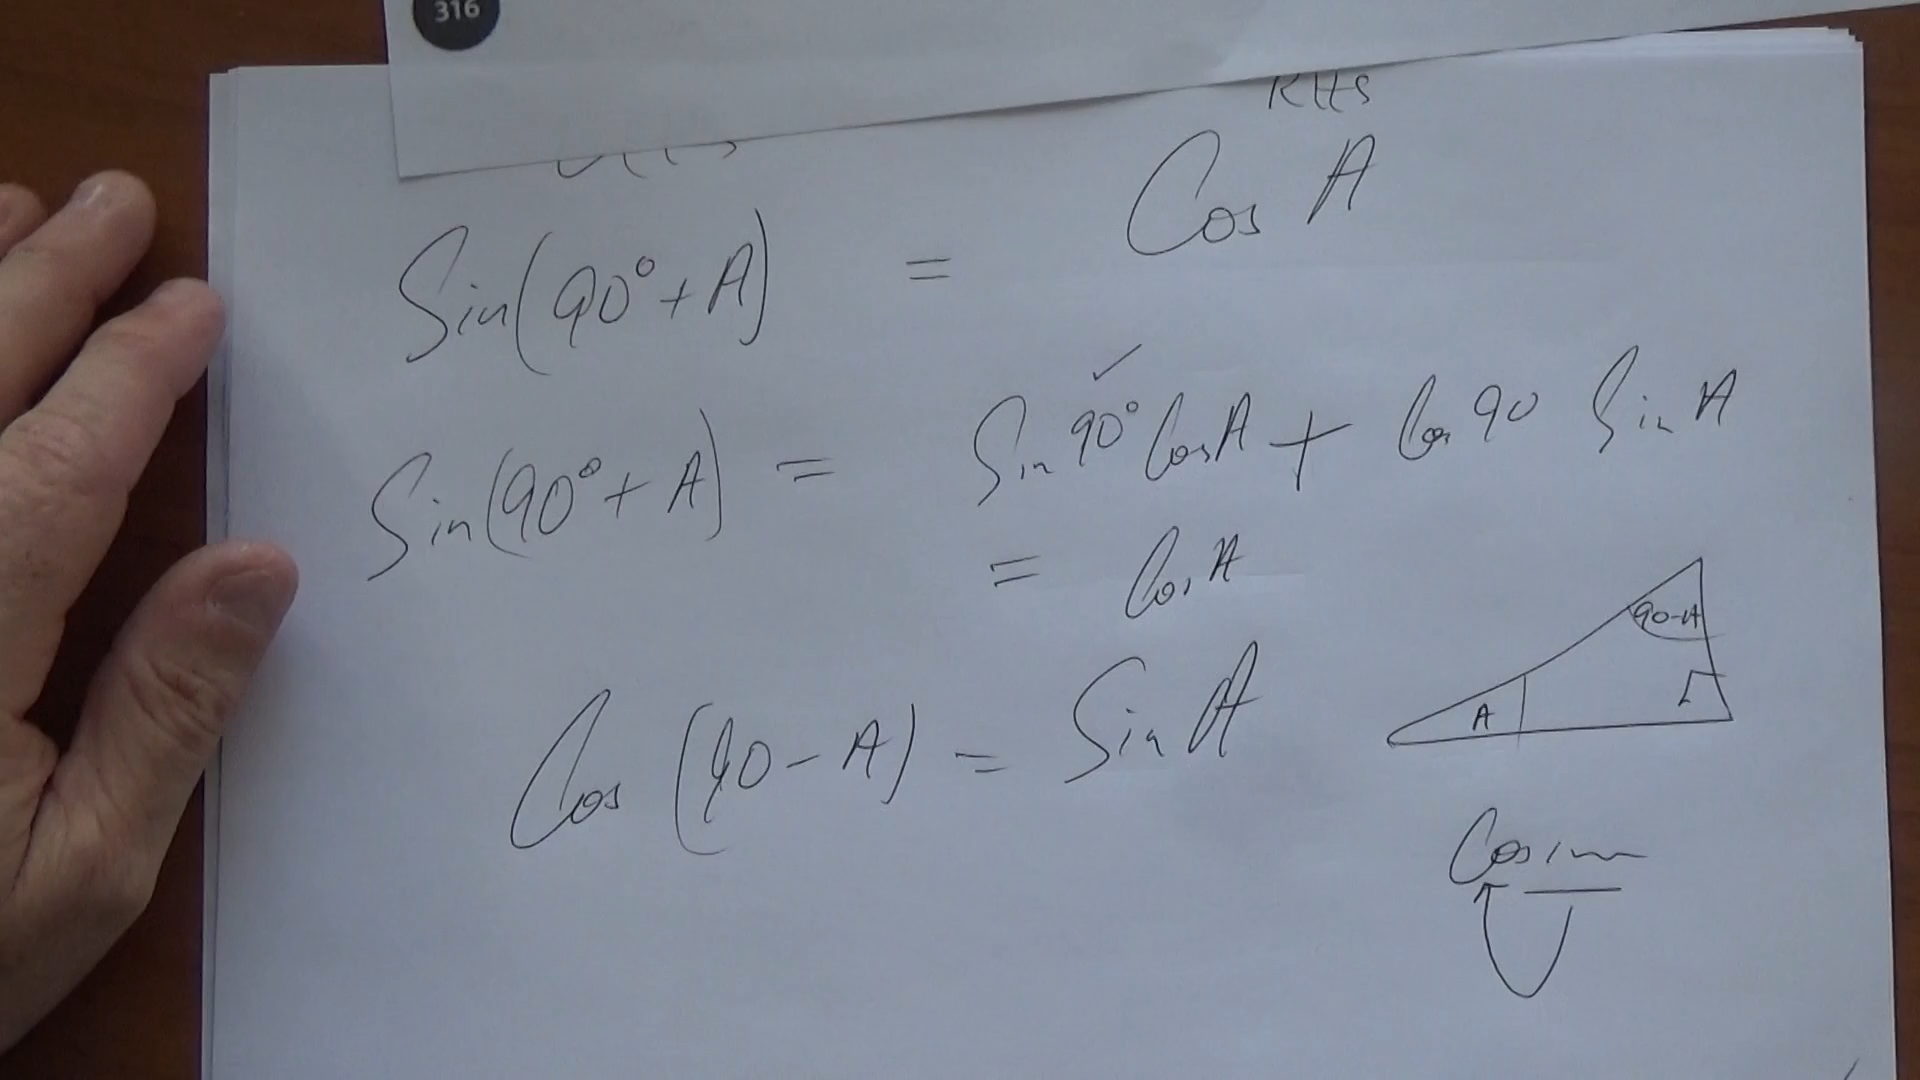 316
RHS
Sin(90°+A) = Cos A
Sin(90°+A) = Sin 90° Cos A + Cos 90 Sin A
= Cos A
90-A
A
Cos (90-A) = Sin A